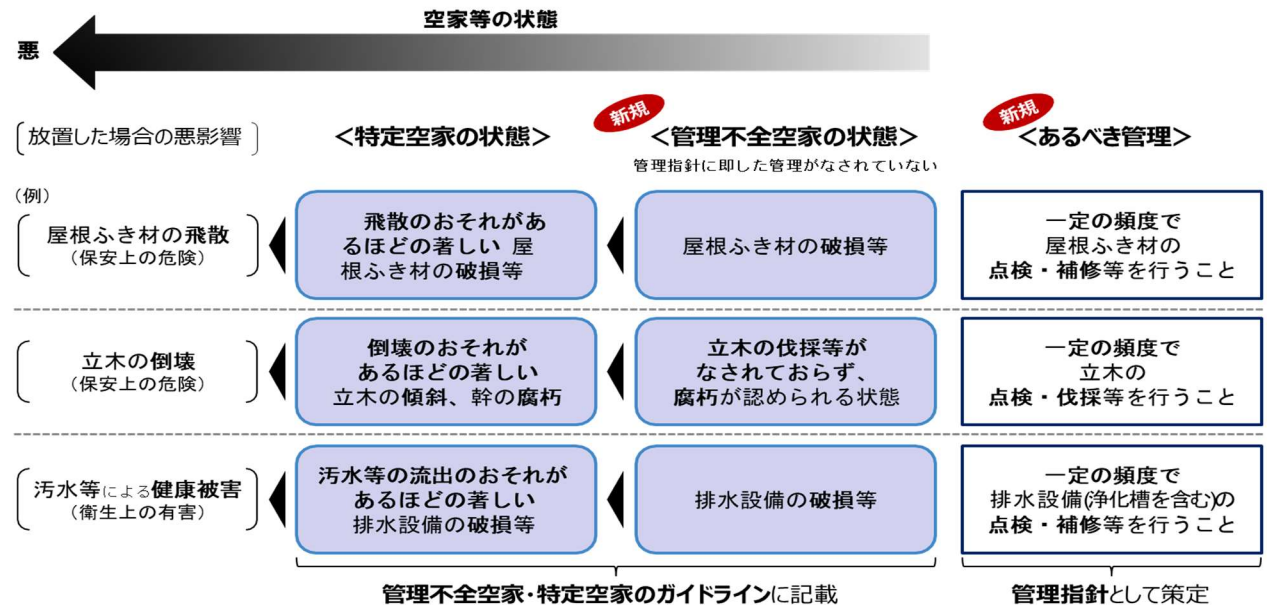 空家等の状態
悪
放置した場合の悪影響
<特定空家の状態>
新規
<管理不全空家の状態>
管理指針に即した管理がなされていない
新規
<あるべき管理>
(例)
屋根ふき材の飛散
(保安上の危険)
飛散のおそれがあ
るほどの著しい 屋
根ふき材の破損等
屋根ふき材の破損等
一定の頻度で
屋根ふき材の
点検・補修等を行うこと
立木の倒壊
(保安上の危険)
倒壊のおそれが
あるほどの著しい
立木の傾斜、幹の腐朽
立木の伐採等が
なされておらず、
腐朽が認められる状態
一定の頻度で
立木の
点検・伐採等を行うこと
汚水等による健康被害
(衛生上の有害)
汚水等の流出のおそれが
あるほどの著しい
排水設備の破損等
排水設備の破損等
一定の頻度で
排水設備(浄化槽を含む)の
点検・補修等を行うこと
管理不全空家・特定空家のガイドラインに記載
管理指針として策定